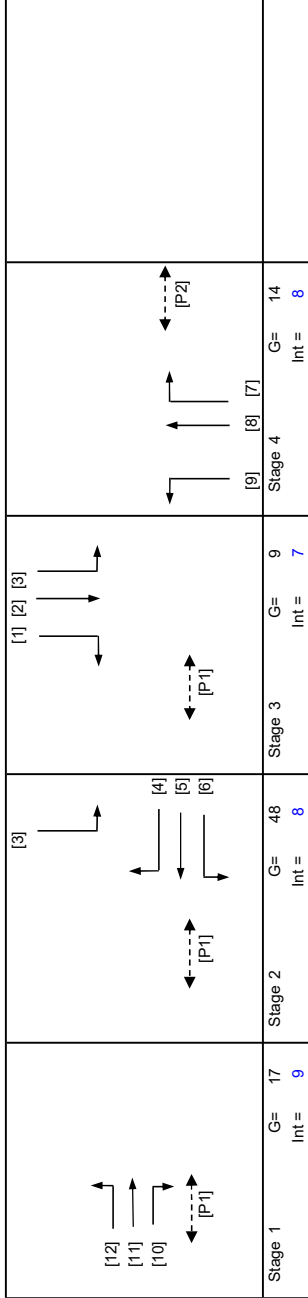 [12]
[11]
[10]
[P1]
Stage 1 G= 17
Int = 9
[3]
[4]
[5]
[6]
[P1]
Stage 2 G= 48
Int = 8
[1] [2] [3]
[P1]
Stage 3 G= 9
Int = 7
[P2]
[9] [8] [7]
Stage 4 G= 14
Int = 8